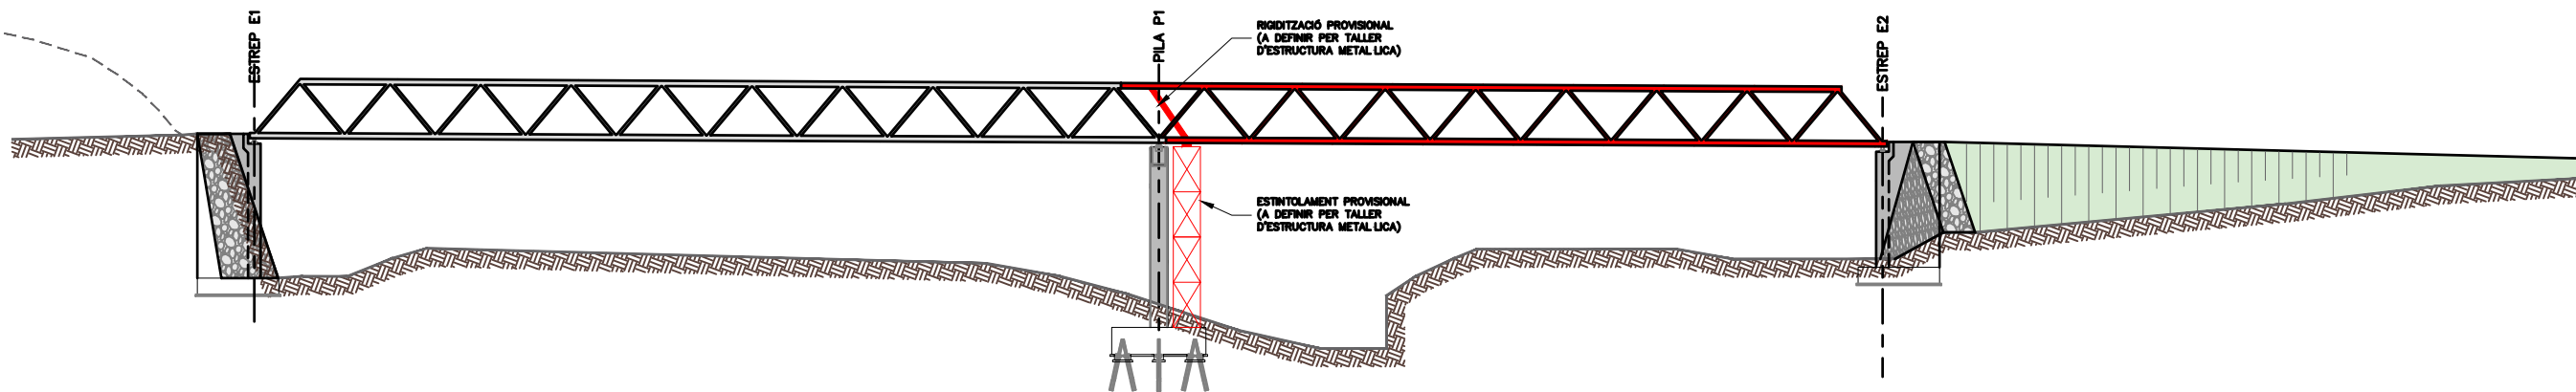 ESTREP E1
PILA P1
RIGIDITZACIÓ PROVISIONAL
(A DEFINIR PER TALLER
D'ESTRUCTURA METAL·LICA)
ESTREP E2
ESTINTOLAMENT PROVISIONAL
(A DEFINIR PER TALLER
D'ESTRUCTURA METAL·LICA)